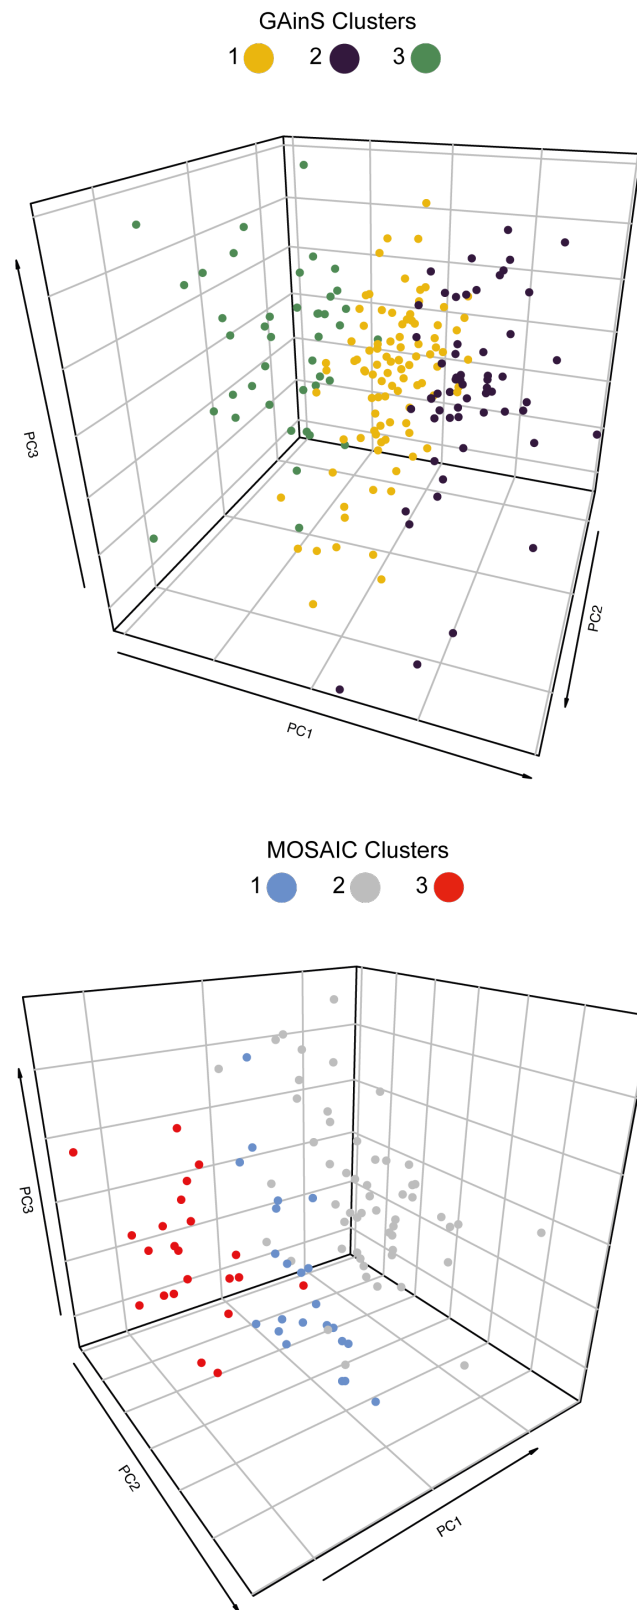 GAinS Clusters
1 2 3
PC3
PC2
PC1
MOSAIC Clusters
1 2 3
PC3
PC2
PC1